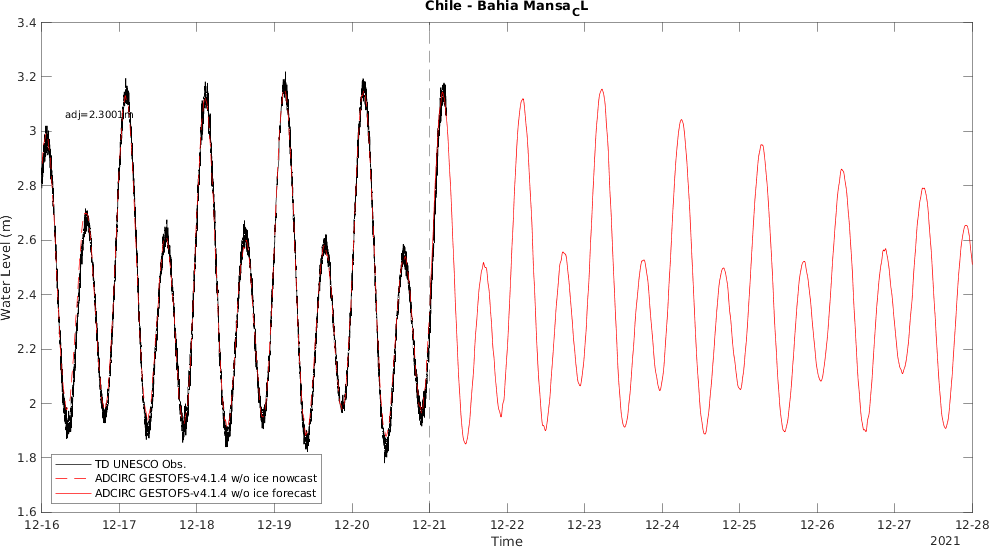 Chile - Bahia Mansa_CL
3.4
3.2
adj=2.3001m
3
2.8
2.6
2.4
2.2
2
1.8
1.6
Water Level (m)
TD UNESCO Obs.
ADCIRC GESTOFS-v4.1.4 w/o ice nowcast
ADCIRC GESTOFS-v4.1.4 w/o ice forecast
12-16 12-17 12-18 12-19 12-20 12-21 12-22 12-23 12-24 12-25 12-26 12-27 12-28
Time
2021